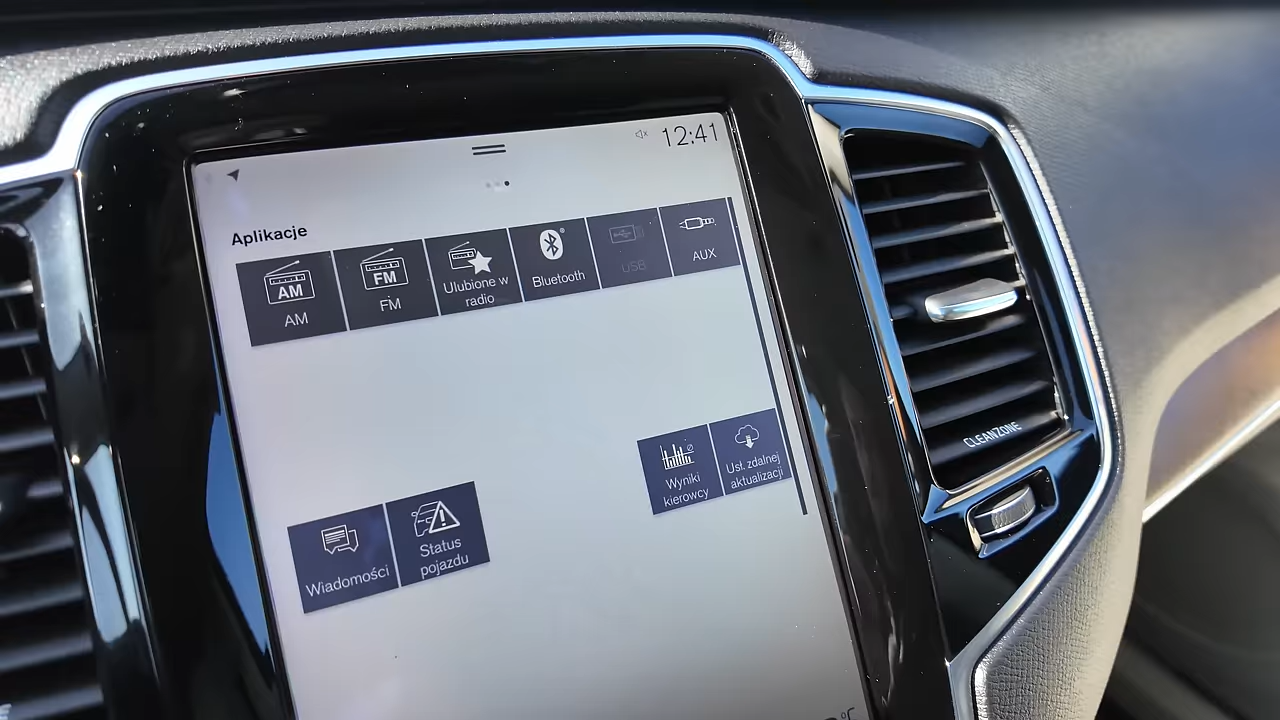 12:41
Aplikacje
AM
AM
FM
FM
Ulubione w
radio
Bluetooth
USB
AUX
Wyniki
kierowcy
Usł. zdalnej
aktualizacji
Wiadomości
Status
pojazdu
CLEANZONE
°C